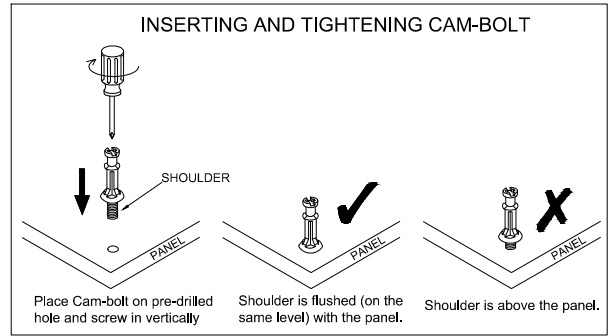 INSERTING AND TIGHTENING CAM-BOLT
SHOULDER
PANEL
PANEL
PANEL
Place Cam-bolt on pre-drilled
hole and screw in vertically
Shoulder is flushed (on the
same level) with the panel.
Shoulder is above the panel.